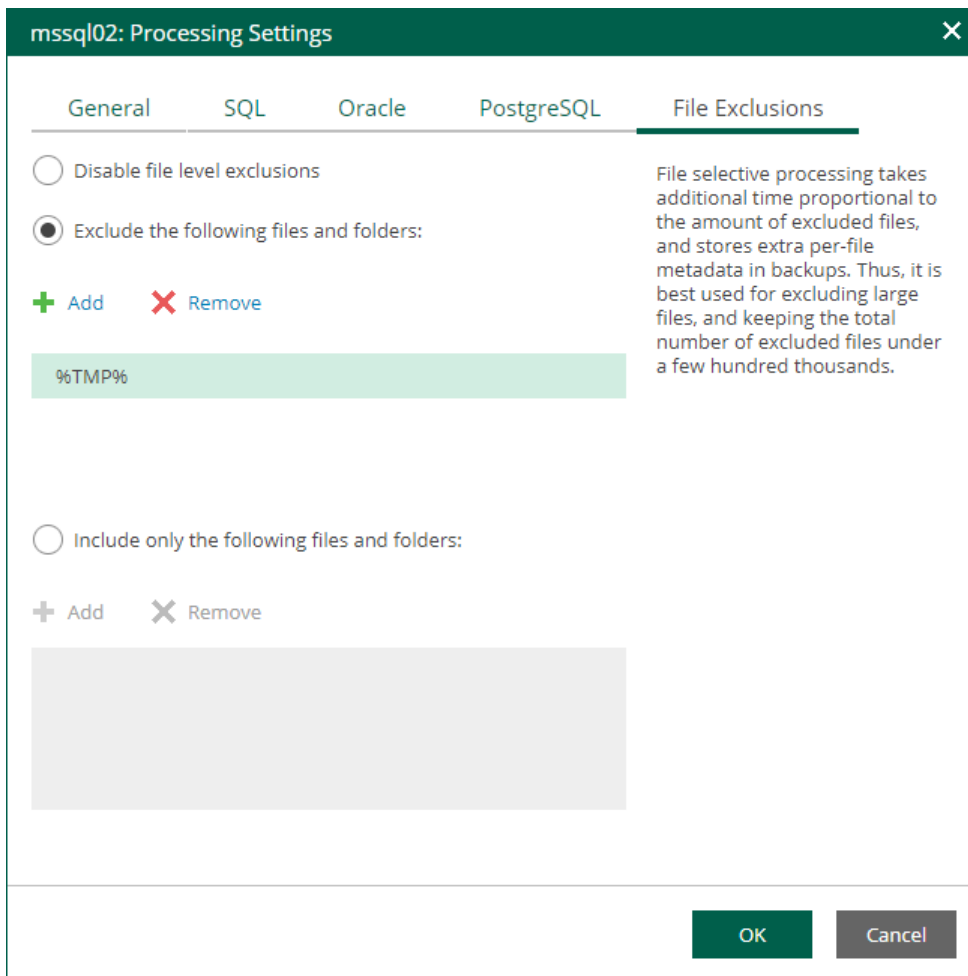 mssql02: Processing Settings
General SQL Oracle PostgreSQL File Exclusions
Disable file level exclusions
Exclude the following files and folders:
Add Remove
%TMP%
Include only the following files and folders:
Add Remove
File selective processing takes
additional time proportional to
the amount of excluded files,
and stores extra per-file
metadata in backups. Thus, it is
best used for excluding large
files, and keeping the total
number of excluded files under
a few hundred thousands.
OK Cancel